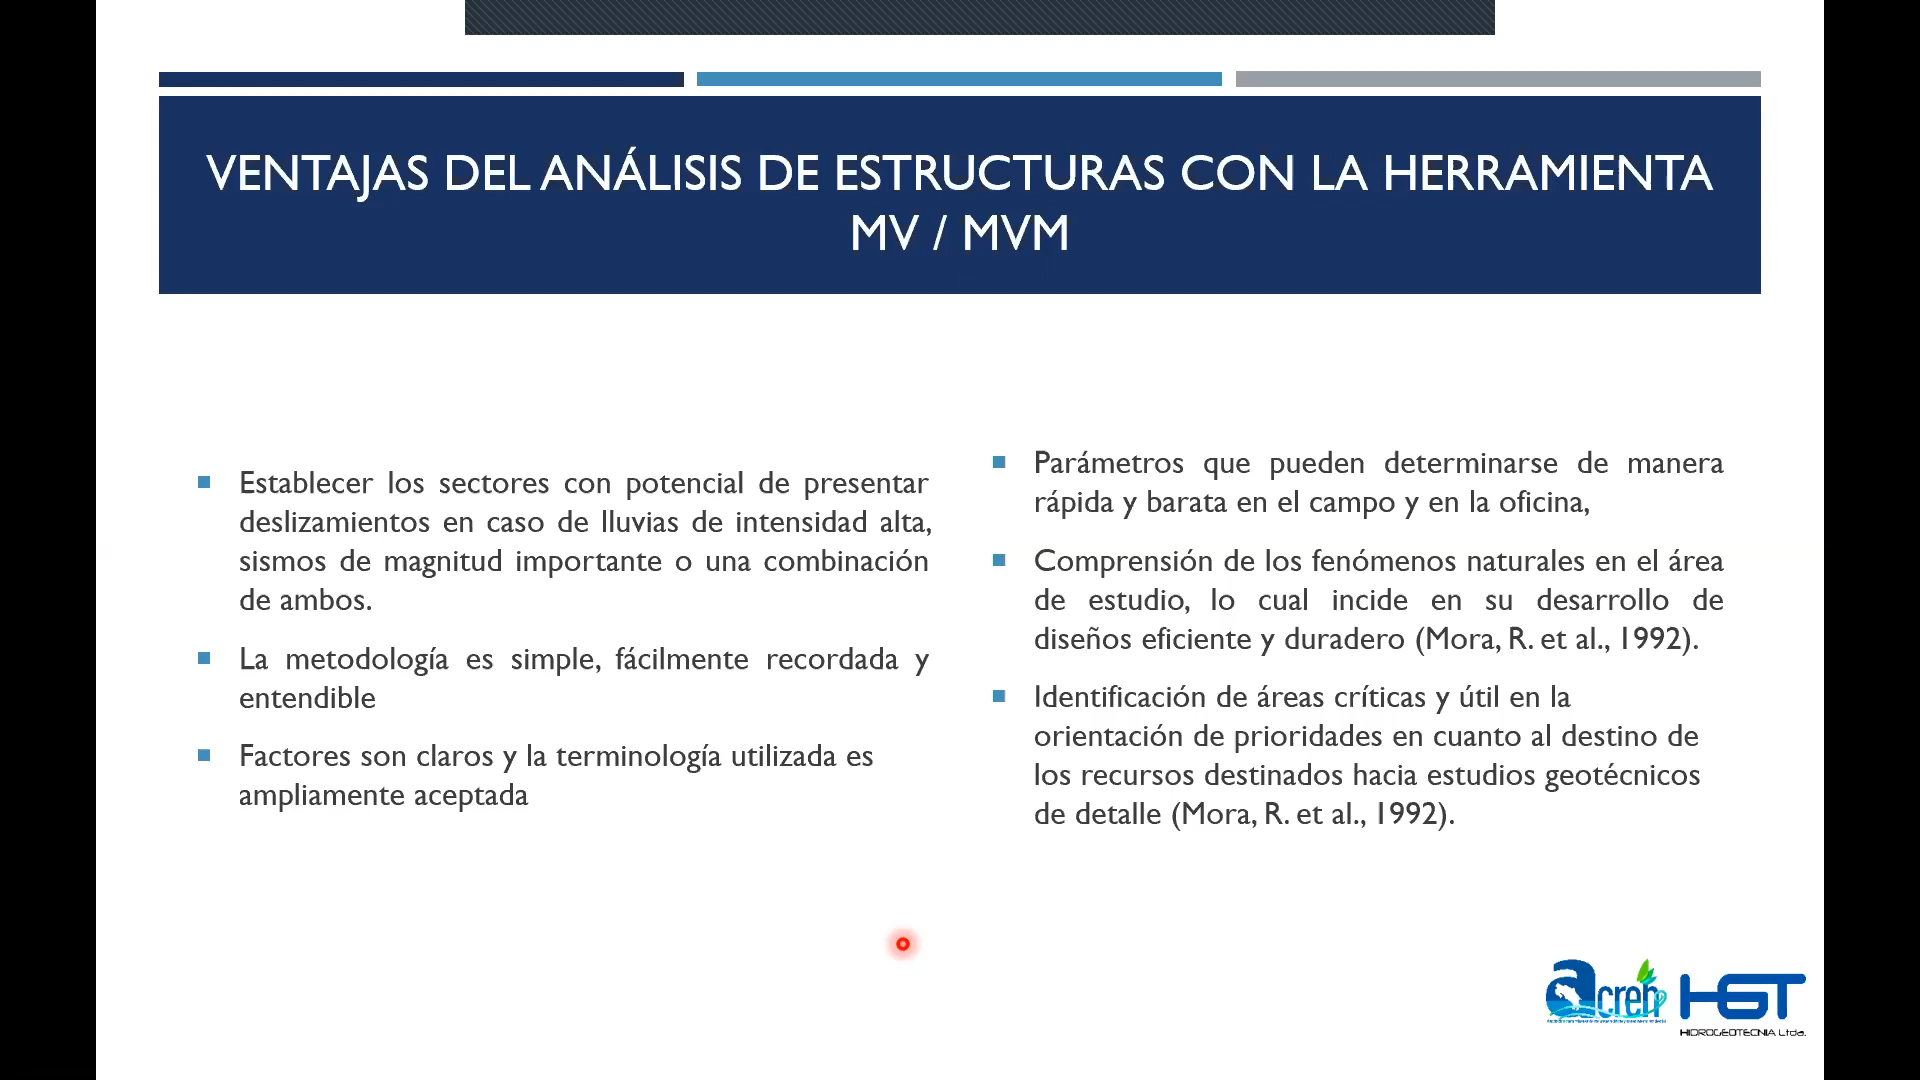 VENTAJAS DEL ANÁLISIS DE ESTRUCTURAS CON LA HERRAMIENTA
MV / MVM
Establecer los sectores con potencial de presentar
deslizamientos en caso de lluvias de intensidad alta,
sismos de magnitud importante o una combinación
de ambos.
La metodología es simple, fácilmente recordada y
entendible
Factores son claros y la terminología utilizada es
ampliamente aceptada
Parámetros que pueden determinarse de manera
rápida y barata en el campo y en la oficina,
Comprensión de los fenómenos naturales en el área
de estudio, lo cual incide en su desarrollo de
diseños eficiente y duradero (Mora, R. et al., 1992).
Identificación de áreas críticas y útil en la
orientación de prioridades en cuanto al destino de
los recursos destinados hacia estudios geotécnicos
de detalle (Mora, R. et al., 1992).
acreh
HGT
HIDROGEOTECNIA Ltda.